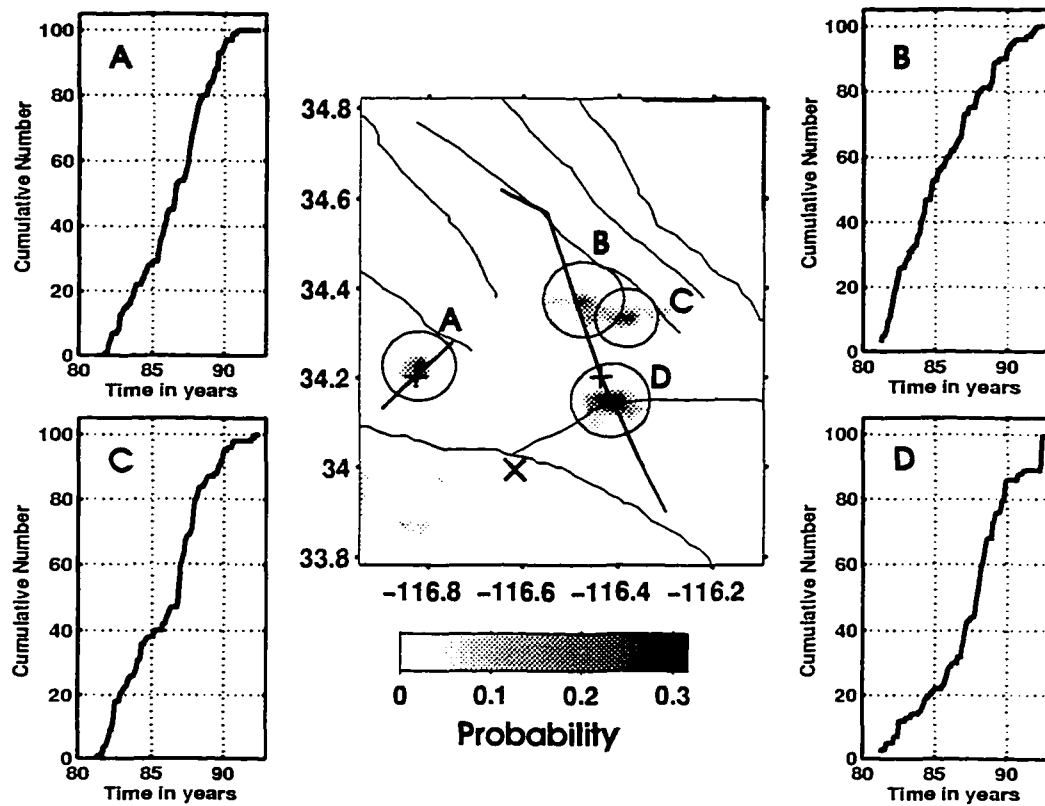 100
80
60
40
20
0
Cumulative Number
A
80 85 90
Time in years
100
80
60
40
20
0
Cumulative Number
B
80 85 90
Time in years
34.8
34.6
34.4
34.2
34
33.8
A
B
C
D
-116.8 -116.6 -116.4 -116.2
0 0.1 0.2 0.3
Probability
100
80
60
40
20
0
Cumulative Number
C
80 85 90
Time in years
100
80
60
40
20
0
Cumulative Number
D
80 85 90
Time in years